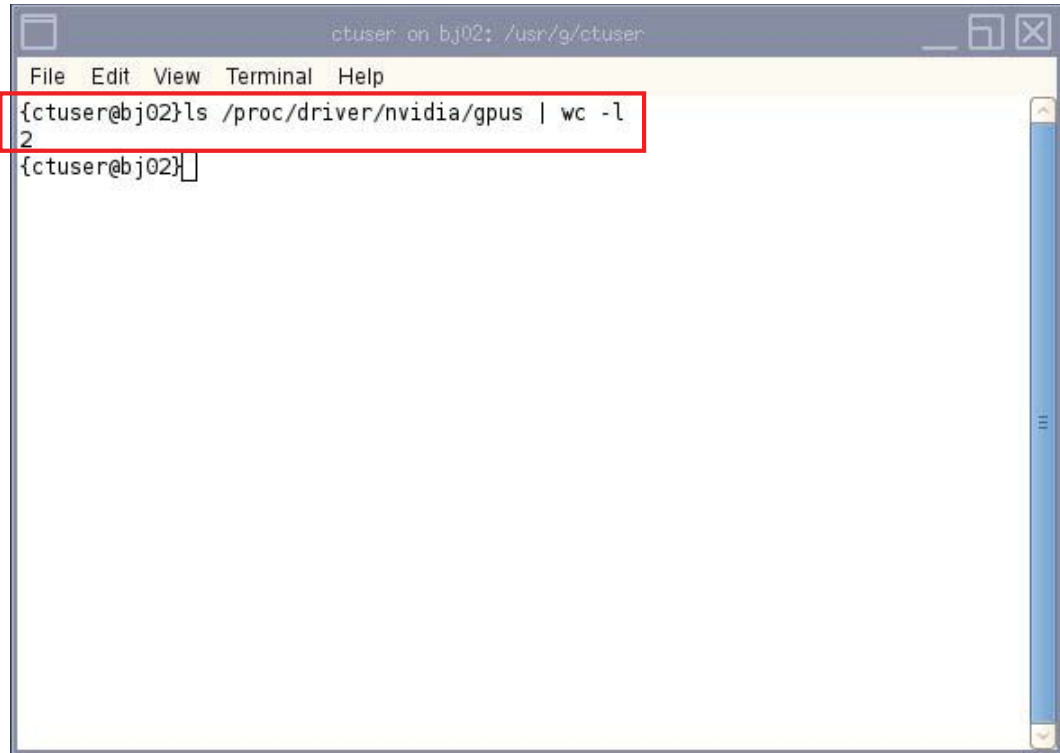 ctuser on bj02: /usr/g/ctuser
File Edit View Terminal Help
{ctuser@bj02}ls /proc/driver/nvidia/gpus | wc -l
2
{ctuser@bj02}